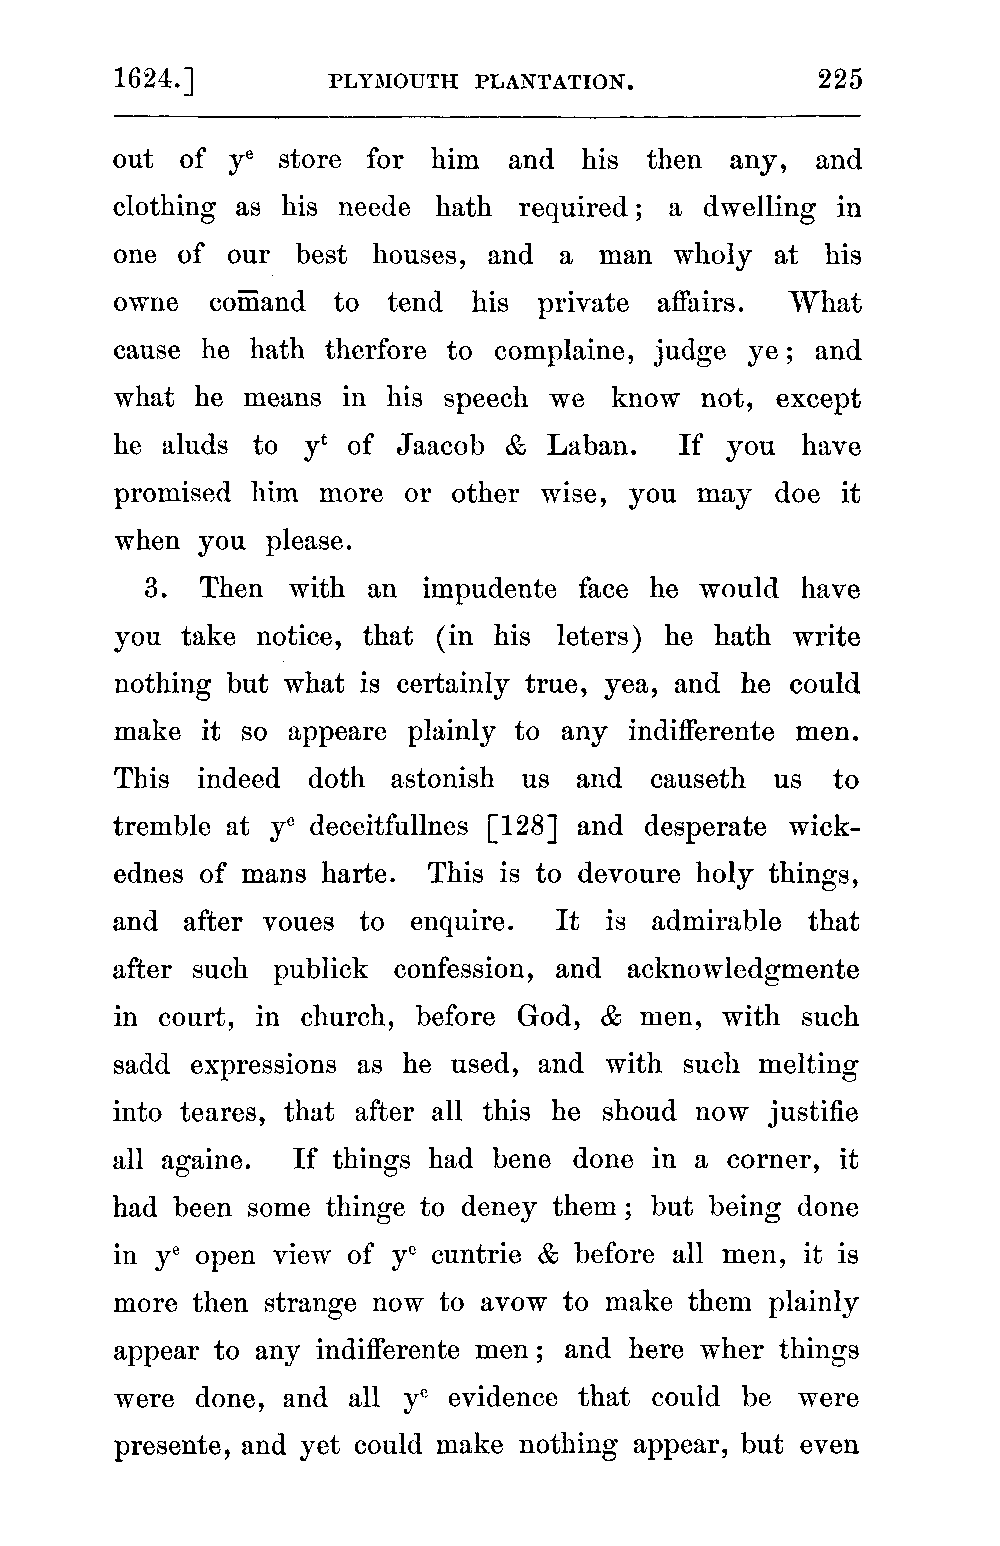 1624.] PLYMOUTH PLANTATION. 225
out of yᵉ store for him and his then any, and
clothing as his neede hath required; a dwelling in
one of our best houses, and a man wholy at his
owne com̅and to tend his private affairs. What
cause he hath therfore to complaine, judge ye; and
what he means in his speech we know not, except
he aluds to yᵗ of Jaacob & Laban. If you have
promised him more or other wise, you may doe it
when you please.
3. Then with an impudente face he would have
you take notice, that (in his leters) he hath write
nothing but what is certainly true, yea, and he could
make it so appeare plainly to any indifferente men.
This indeed doth astonish us and causeth us to
tremble at yᵉ deceitfullnes [128] and desperate wick-
ednes of mans harte. This is to devoure holy things,
and after voues to enquire. It is admirable that
after such publick confession, and acknowledgmente
in court, in church, before God, & men, with such
sadd expressions as he used, and with such melting
into teares, that after all this he shoud now justifie
all againe. If things had bene done in a corner, it
had been some thinge to deney them; but being done
in yᵉ open view of yᵉ cuntrie & before all men, it is
more then strange now to avow to make them plainly
appear to any indifferente men; and here wher things
were done, and all yᵉ evidence that could be were
presente, and yet could make nothing appear, but even